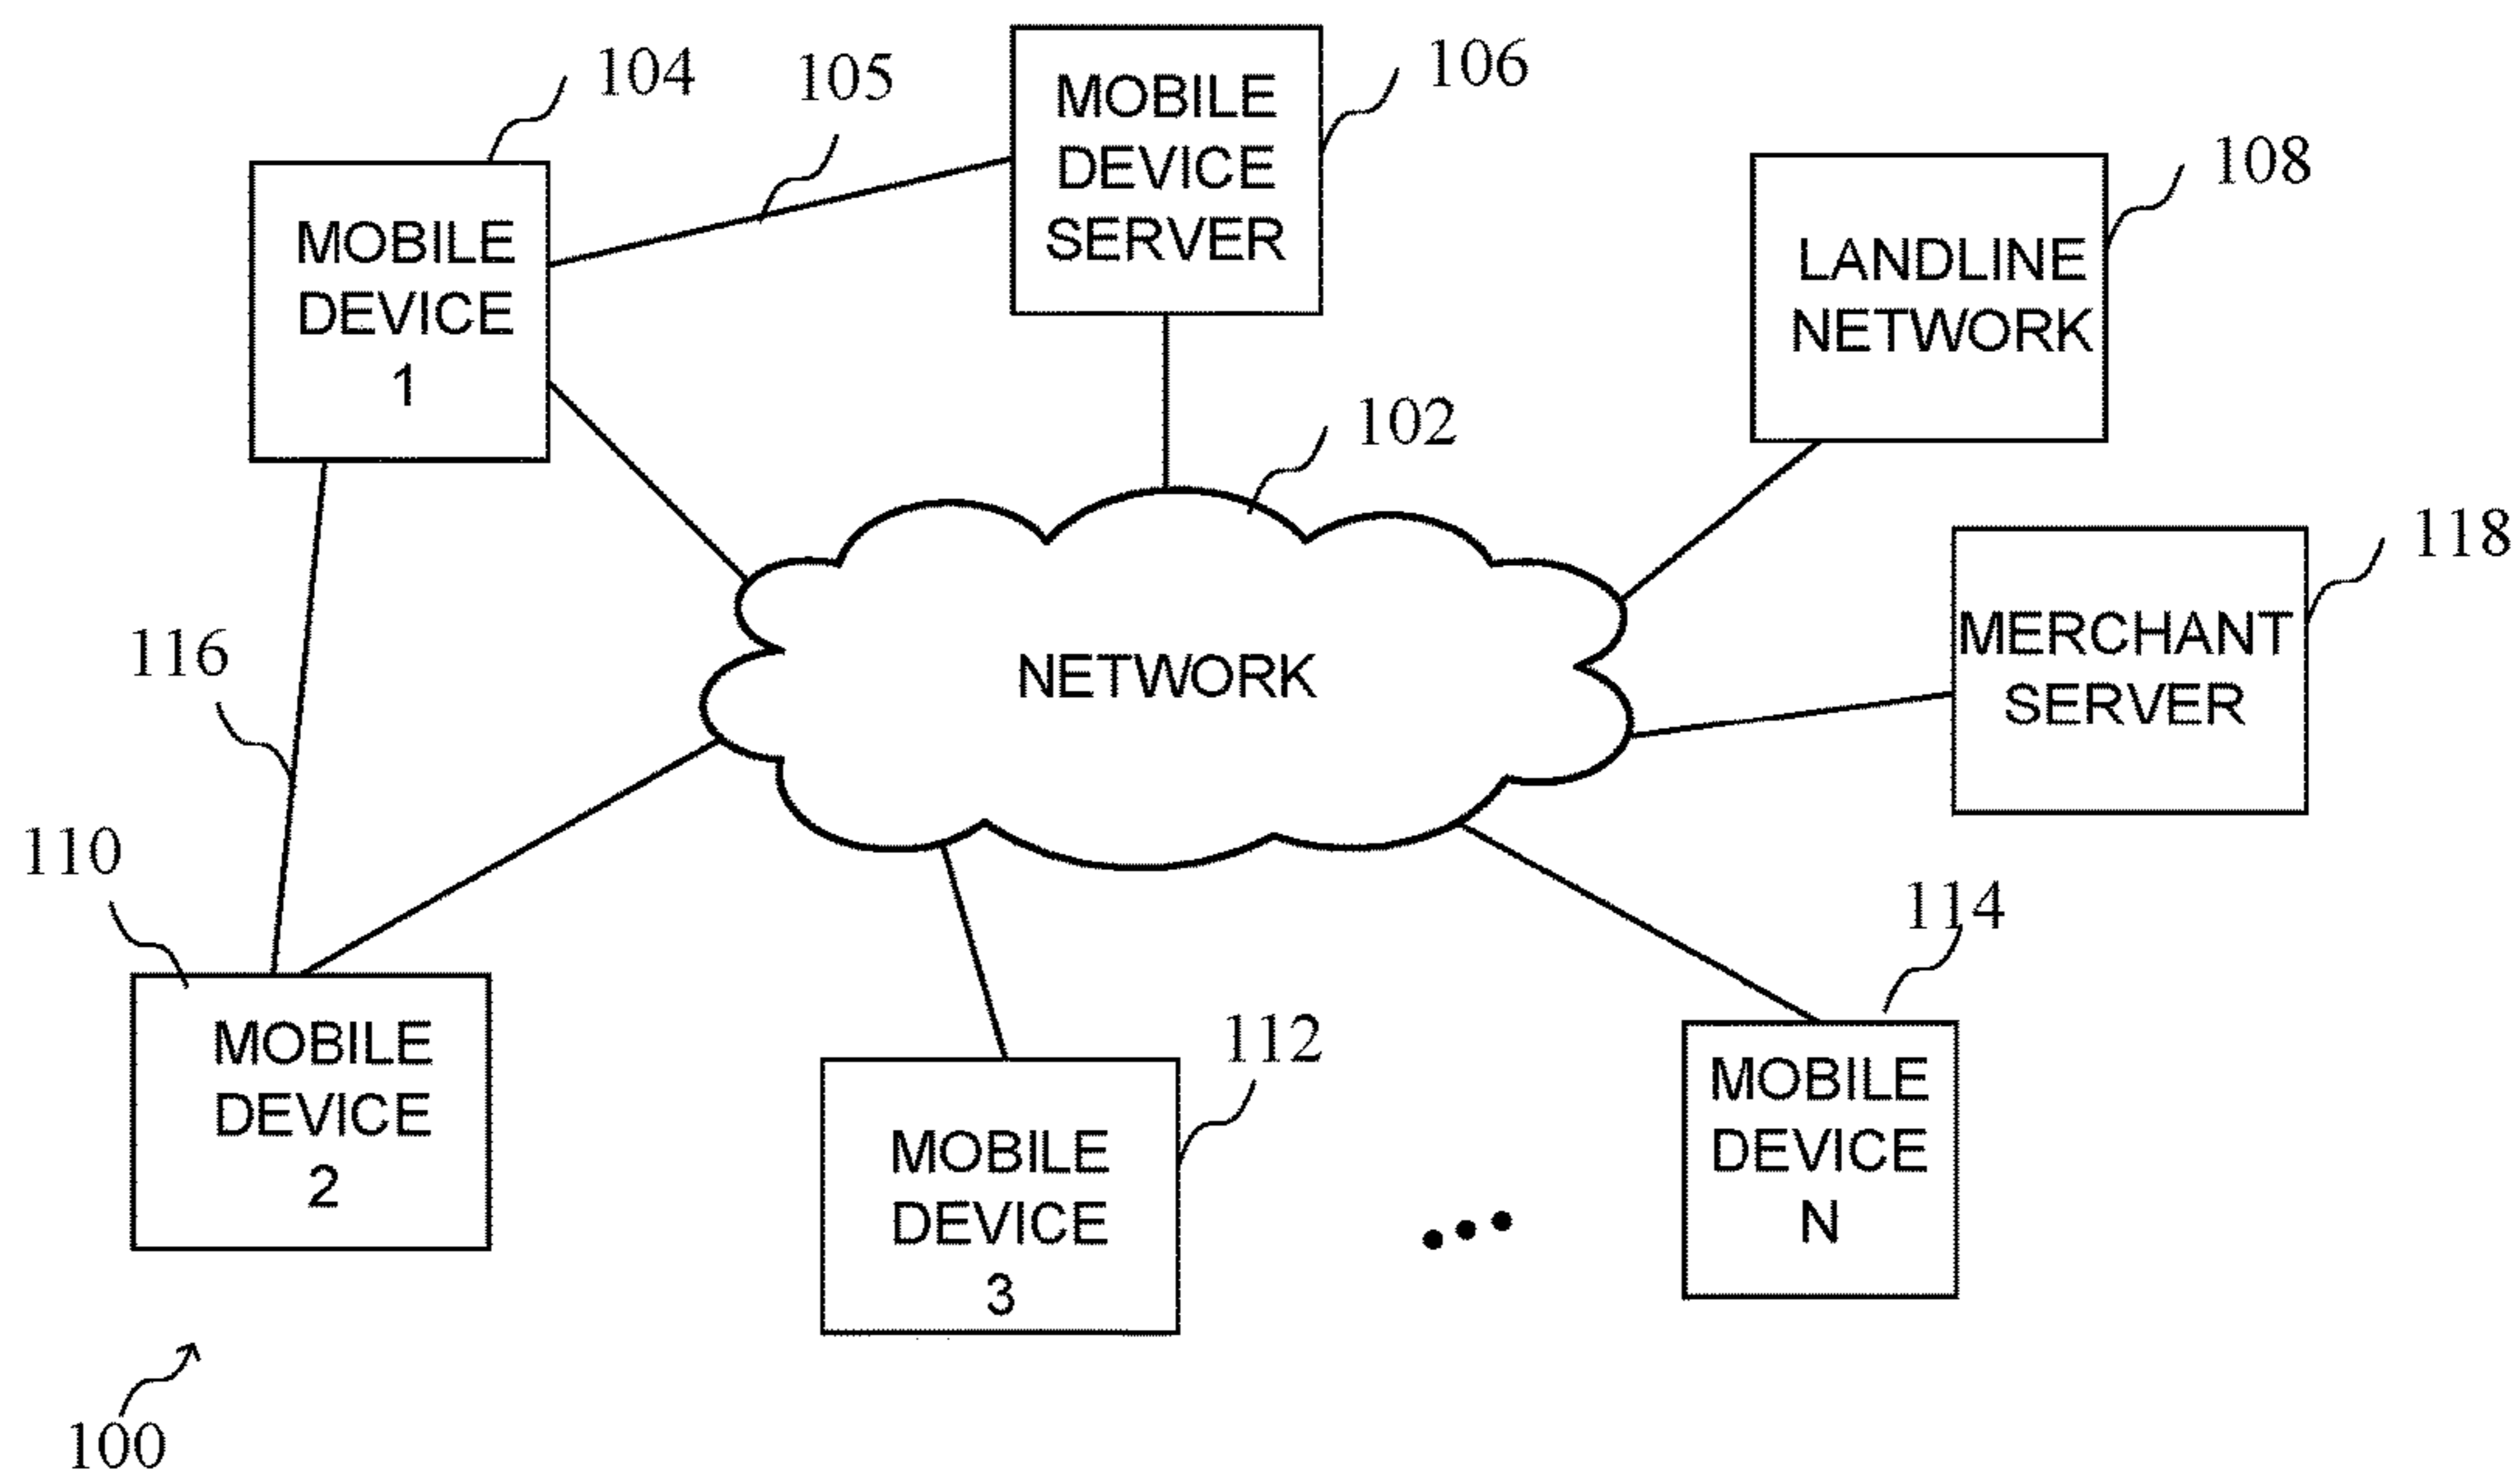 104
105
106
MOBILE
DEVICE
SERVER
108
MOBILE
DEVICE
1
LANDLINE
NETWORK
102
118
NETWORK
MERCHANT
SERVER
116
110
114
MOBILE
DEVICE
2
112
MOBILE
DEVICE
3
MOBILE
DEVICE
N
100